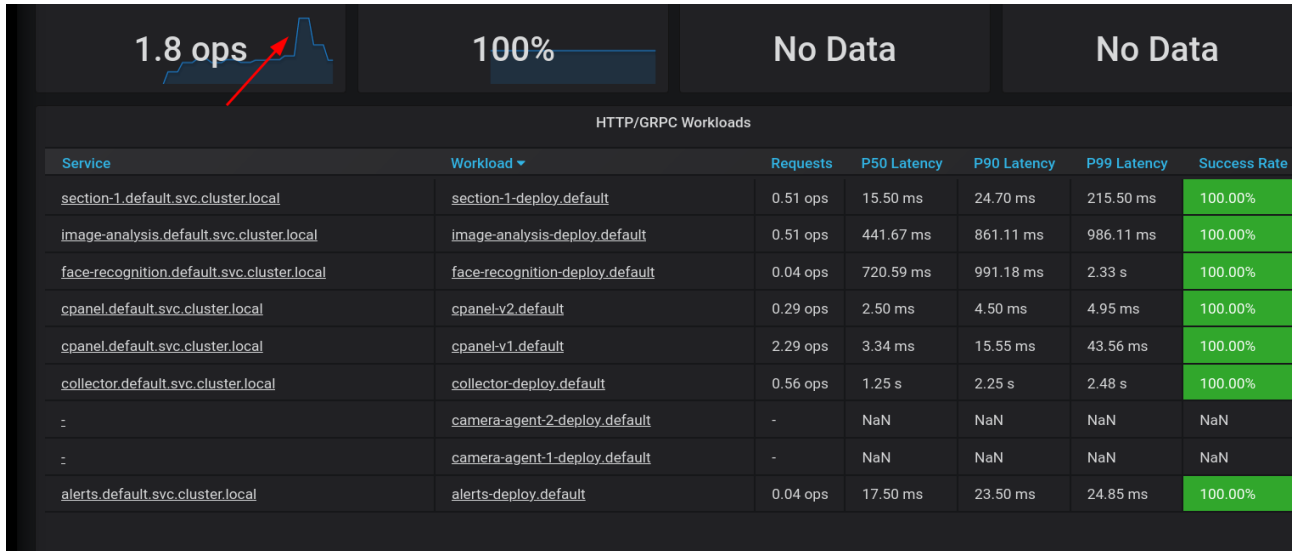 1.8 ops 100% No Data No Data
HTTP/GRPC Workloads
Service Workload Requests P50 Latency P90 Latency P99 Latency Success Rate
section-1.default.svc.cluster.local section-1-deploy.default 0.51 ops 15.50 ms 24.70 ms 215.50 ms 100.00%
image-analysis.default.svc.cluster.local image-analysis-deploy.default 0.51 ops 441.67 ms 861.11 ms 986.11 ms 100.00%
face-recognition.default.svc.cluster.local face-recognition-deploy.default 0.04 ops 720.59 ms 991.18 ms 2.33 s 100.00%
cpanel.default.svc.cluster.local cpanel-v2.default 0.29 ops 2.50 ms 4.50 ms 4.95 ms 100.00%
cpanel.default.svc.cluster.local cpanel-v1.default 2.29 ops 3.34 ms 15.55 ms 43.56 ms 100.00%
collector.default.svc.cluster.local collector-deploy.default 0.56 ops 1.25 s 2.25 s 2.48 s 100.00%
- camera-agent-2-deploy.default - NaN NaN NaN NaN
- camera-agent-1-deploy.default - NaN NaN NaN NaN
alerts.default.svc.cluster.local alerts-deploy.default 0.04 ops 17.50 ms 23.50 ms 24.85 ms 100.00%